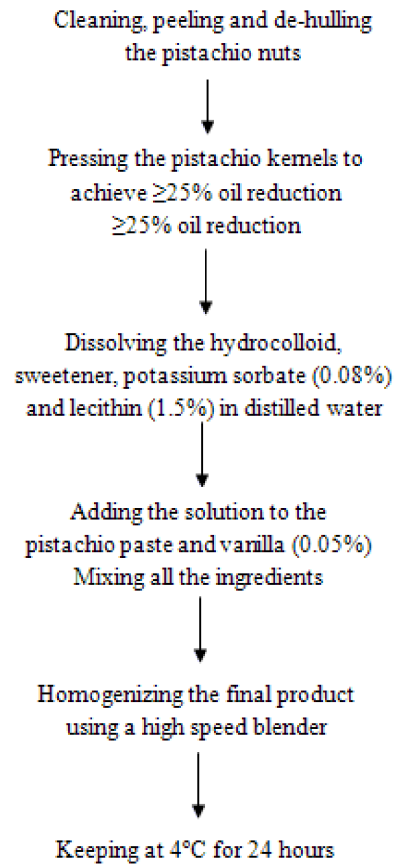 Cleaning, peeling and de-hulling
the pistachio nuts
Pressing the pistachio kernels to
achieve ≥25% oil reduction
≥25% oil reduction
Dissolving the hydrocolloid,
sweetener, potassium sorbate (0.08%)
and lecithin (1.5%) in distilled water
Adding the solution to the
pistachio paste and vanilla (0.05%)
Mixing all the ingredients
Homogenizing the final product
using a high speed blender
Keeping at 4°C for 24 hours